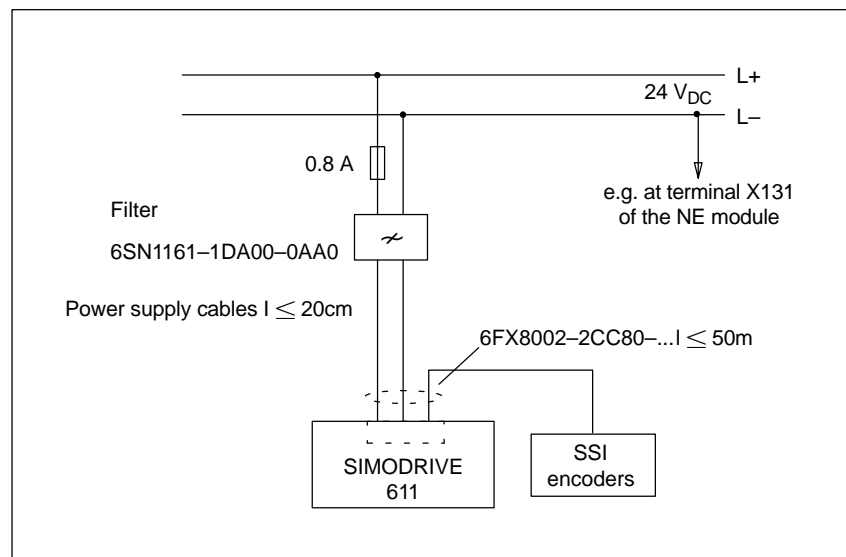 L+
24 VDC
L–
0.8 A
e.g. at terminal X131
of the NE module
Filter
6SN1161–1DA00–0AA0
Power supply cables l ≤ 20cm
6FX8002–2CC80–...l ≤ 50m
SIMODRIVE
611
SSI
encoders